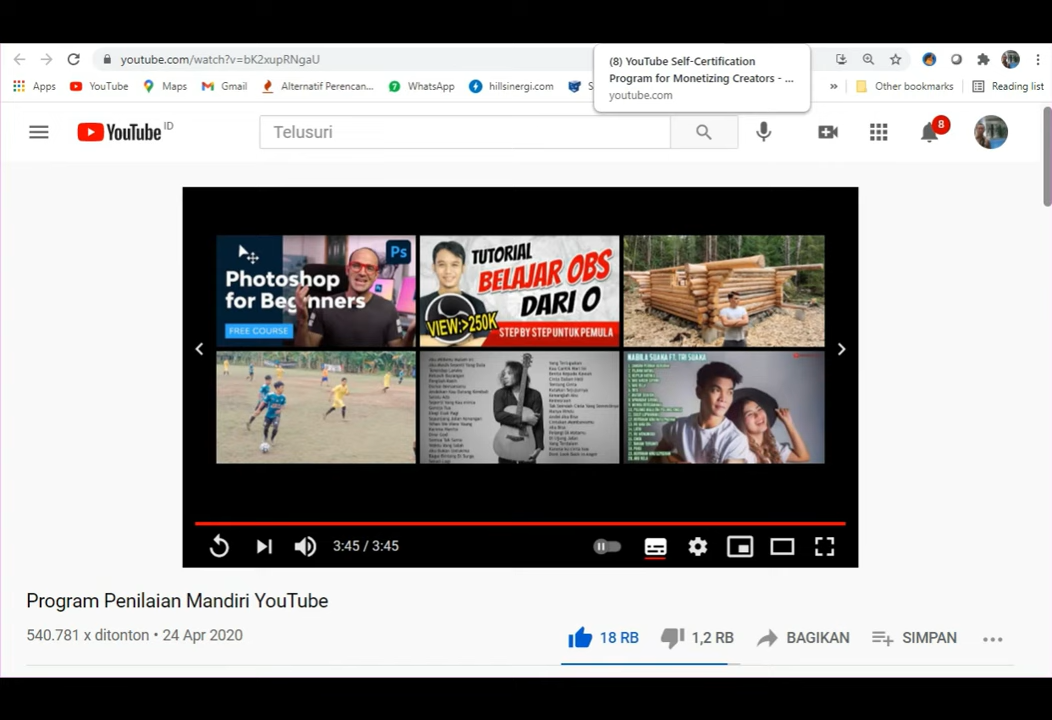 youtube.com/watch?v=bK2xupRNgaU
(8) YouTube Self-Certification
Program for Monetizing Creators - ...
youtube.com
Apps
YouTube
Maps
Gmail
Alternatif Perencan...
WhatsApp
hillsinergi.com
S
»
Other bookmarks
Reading list
YouTube ID
Telusuri
8
Photoshop
for Beginners
FREE COURSE
Ps
TUTORIAL
BELAJAR OBS
DARI 0
VIEW:>250K
STEP BY STEP UNTUK PEMULA
NABILA SUAKA FT. TRI SUAKA
3:45 / 3:45
Program Penilaian Mandiri YouTube
540.781 x ditonton • 24 Apr 2020
18 RB
1,2 RB
BAGIKAN
SIMPAN